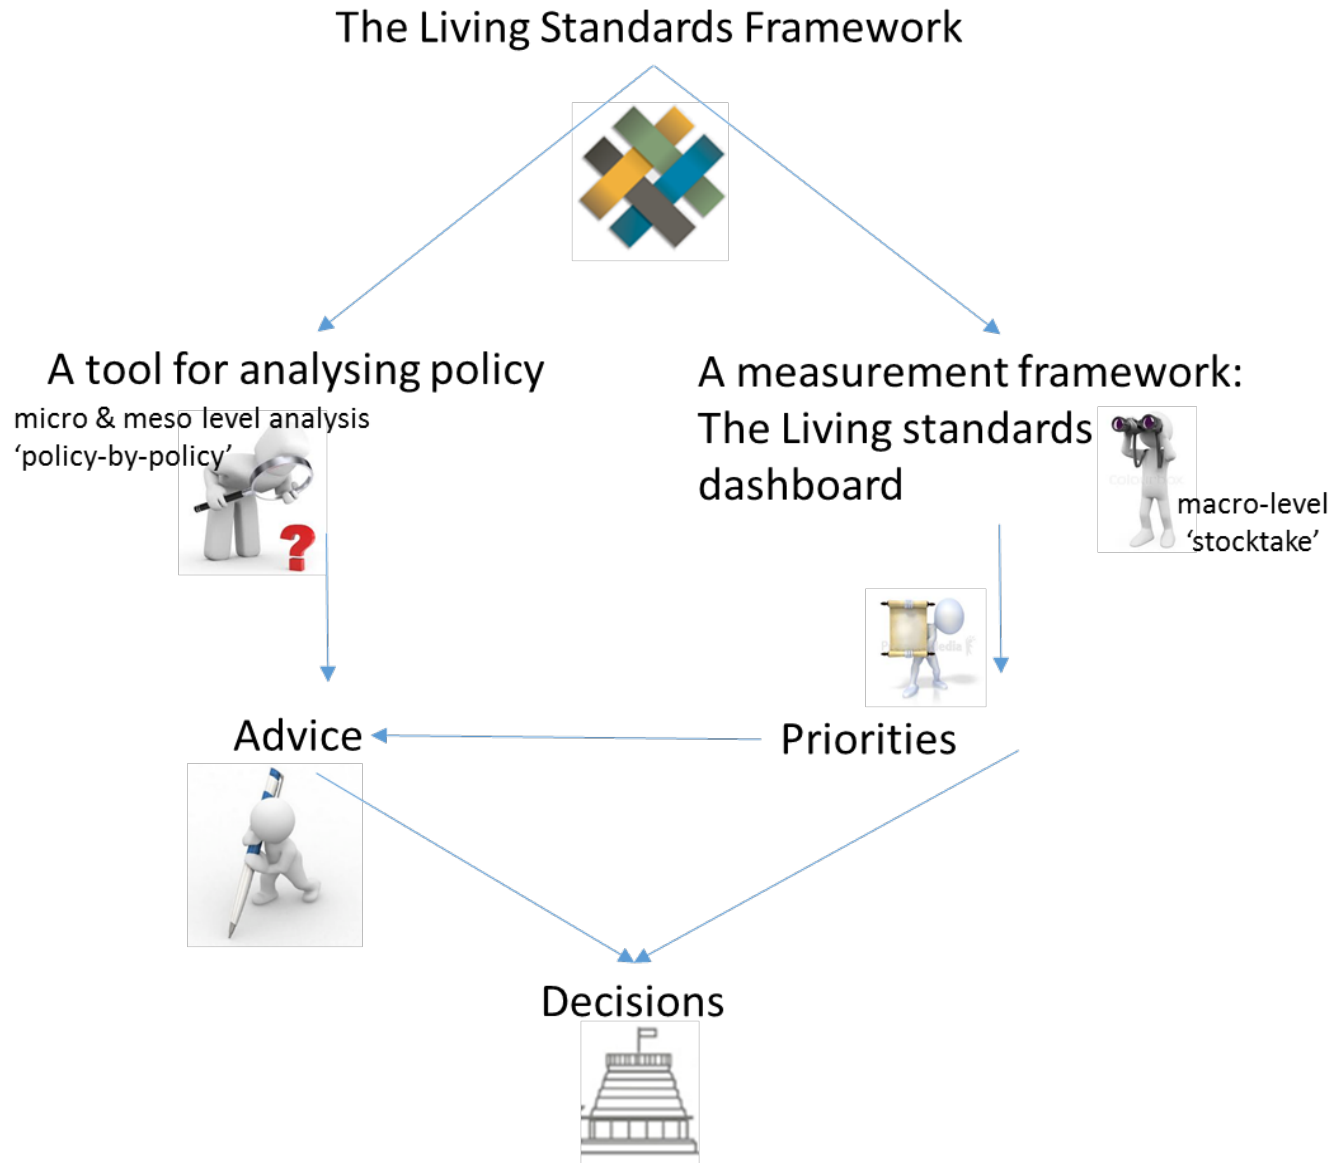 The Living Standards Framework
A tool for analysing policy
micro & meso level analysis
‘policy-by-policy’
A measurement framework:
The Living standards
dashboard
macro-level
‘stocktake’
Advice
Priorities
Decisions